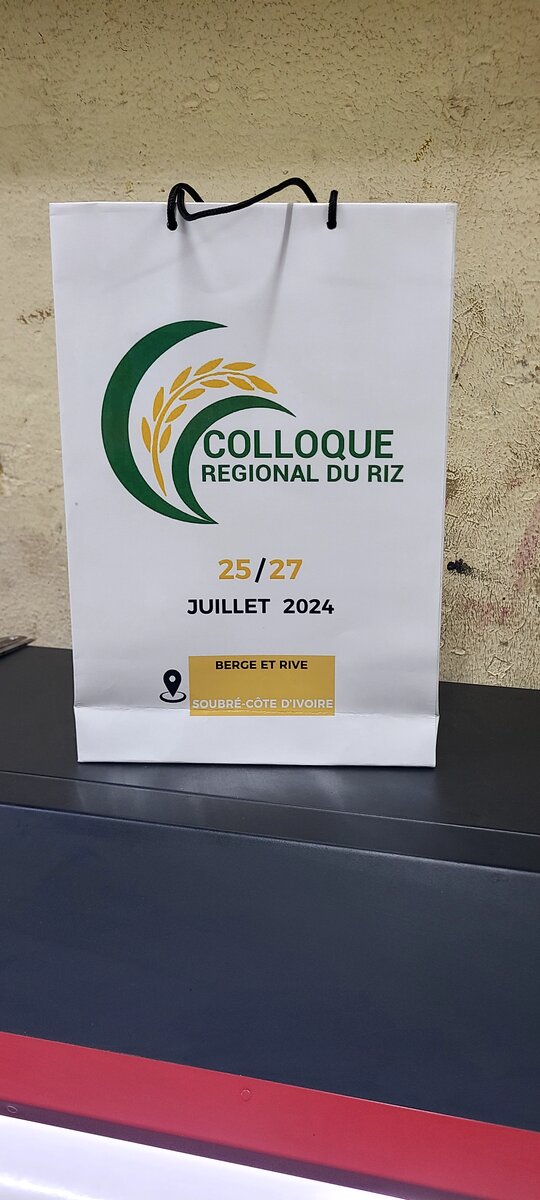 COLLOQUE
REGIONAL DU RIZ
25/27
JUILLET 2024
BERGE ET RIVE
SOUBRÉ-CÔTE D'IVOIRE